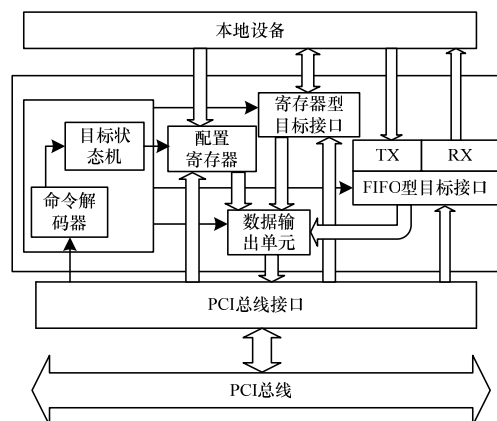 本地设备
寄存器型
目标接口
目标状
态机
配置
寄存器
TX
RX
FIFO型目标接口
命令解
码器
数据输
出单元
PCI总线接口
PCI总线